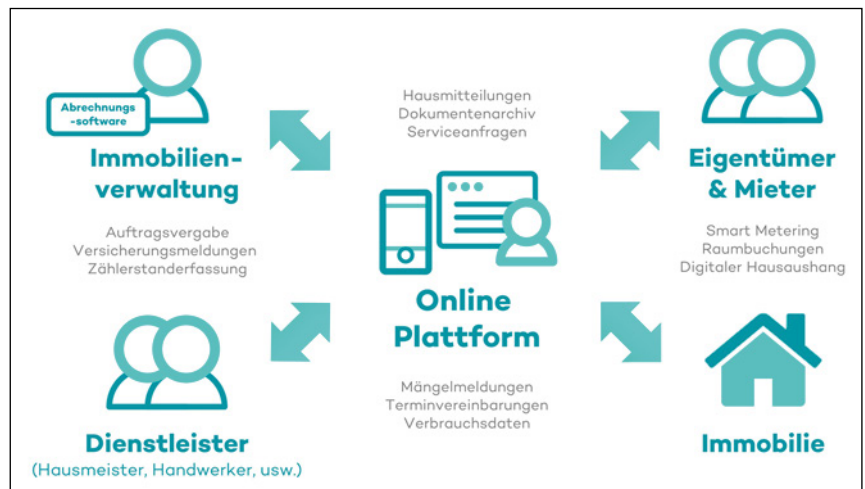 Abrechnungs
-software
Immobilien-
verwaltung
Auftragsvergabe
Versicherungsmeldungen
Zählerstanderfassung
Hausmitteilungen
Dokumentenarchiv
Serviceanfragen
Eigentümer
& Mieter
Smart Metering
Raumbuchungen
Digitaler Hausaushang
Online
Plattform
Mängelmeldungen
Terminvereinbarungen
Verbrauchsdaten
Dienstleister
(Hausmeister, Handwerker, usw.)
Immobilie